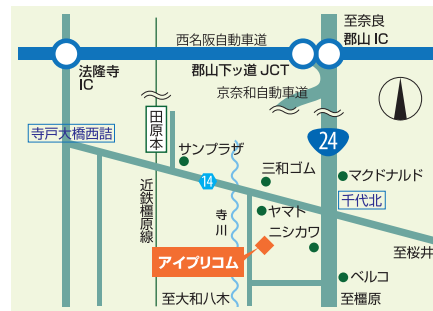 至奈良
西名阪自動車道
郡山 IC
法隆寺
IC
郡山下ッ道 JCT
京奈和自動車道
田原本
寺戸大橋西詰
24
サンプラザ
三和ゴム
マクドナルド
14
千代北
近鉄橿原線
寺川
ヤマト
ニシカワ
至桜井
アイプリコム
ベルコ
至大和八木
至橿原